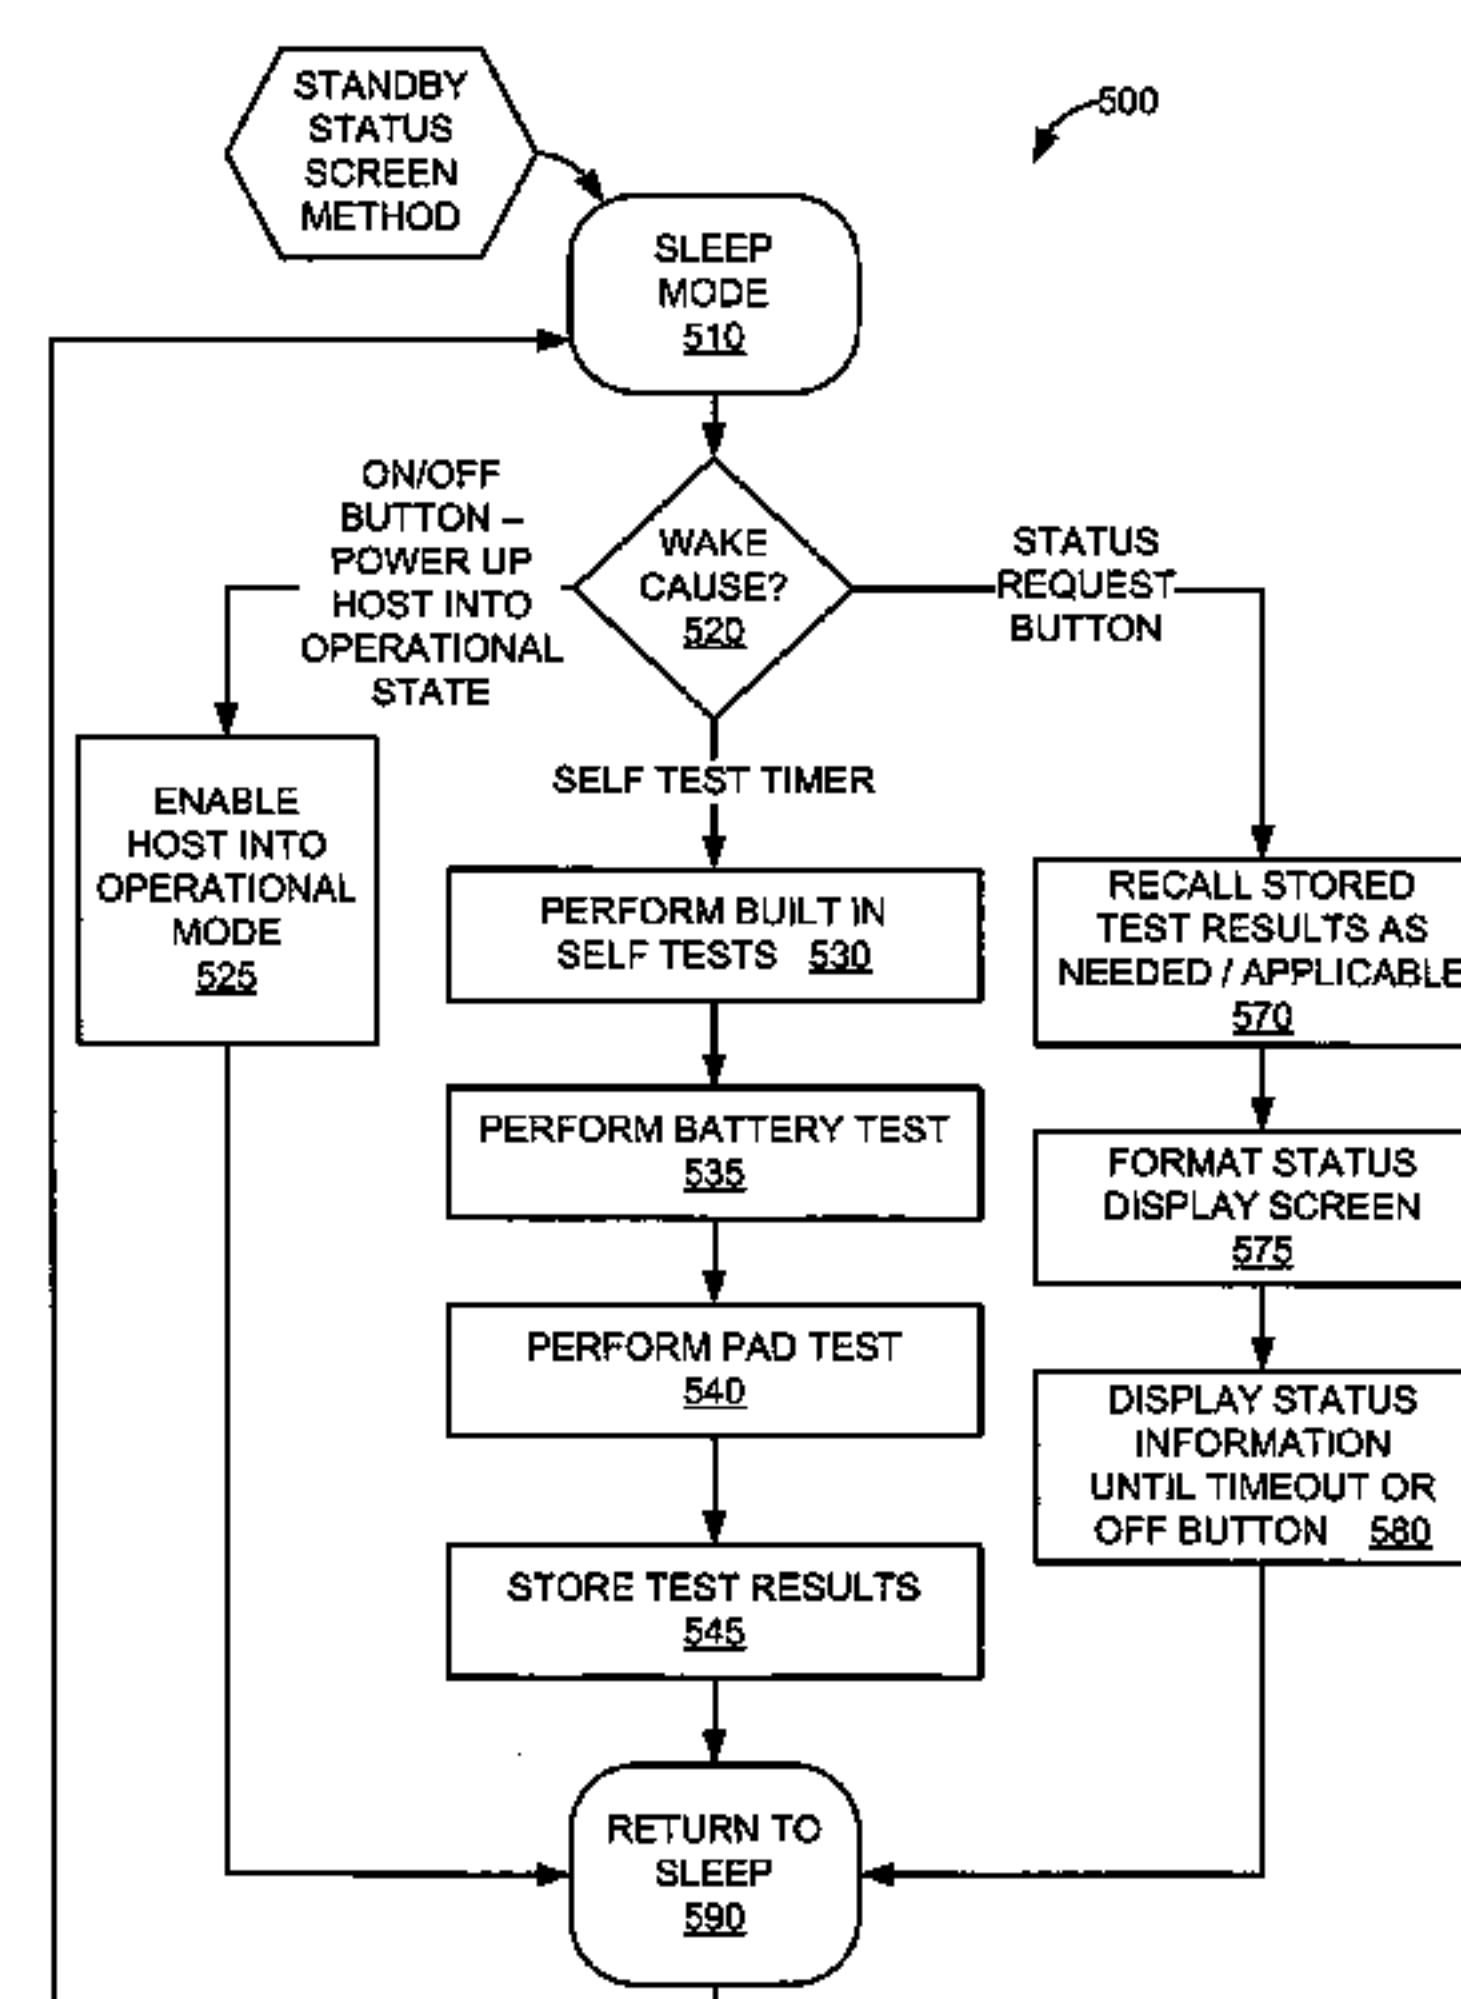 STANDBY
STATUS
SCREEN
METHOD
500
SLEEP
MODE
510
ON/OFF
BUTTON –
POWER UP
HOST INTO
OPERATIONAL
STATE
WAKE
CAUSE?
520
STATUS
REQUEST
BUTTON
SELF TEST TIMER
ENABLE
HOST INTO
OPERATIONAL
MODE
525
PERFORM BUILT IN
SELF TESTS 530
PERFORM BATTERY TEST
535
PERFORM PAD TEST
540
STORE TEST RESULTS
545
RECALL STORED
TEST RESULTS AS
NEEDED / APPLICABLE
570
FORMAT STATUS
DISPLAY SCREEN
575
DISPLAY STATUS
INFORMATION
UNTIL TIMEOUT OR
OFF BUTTON 580
RETURN TO
SLEEP
590